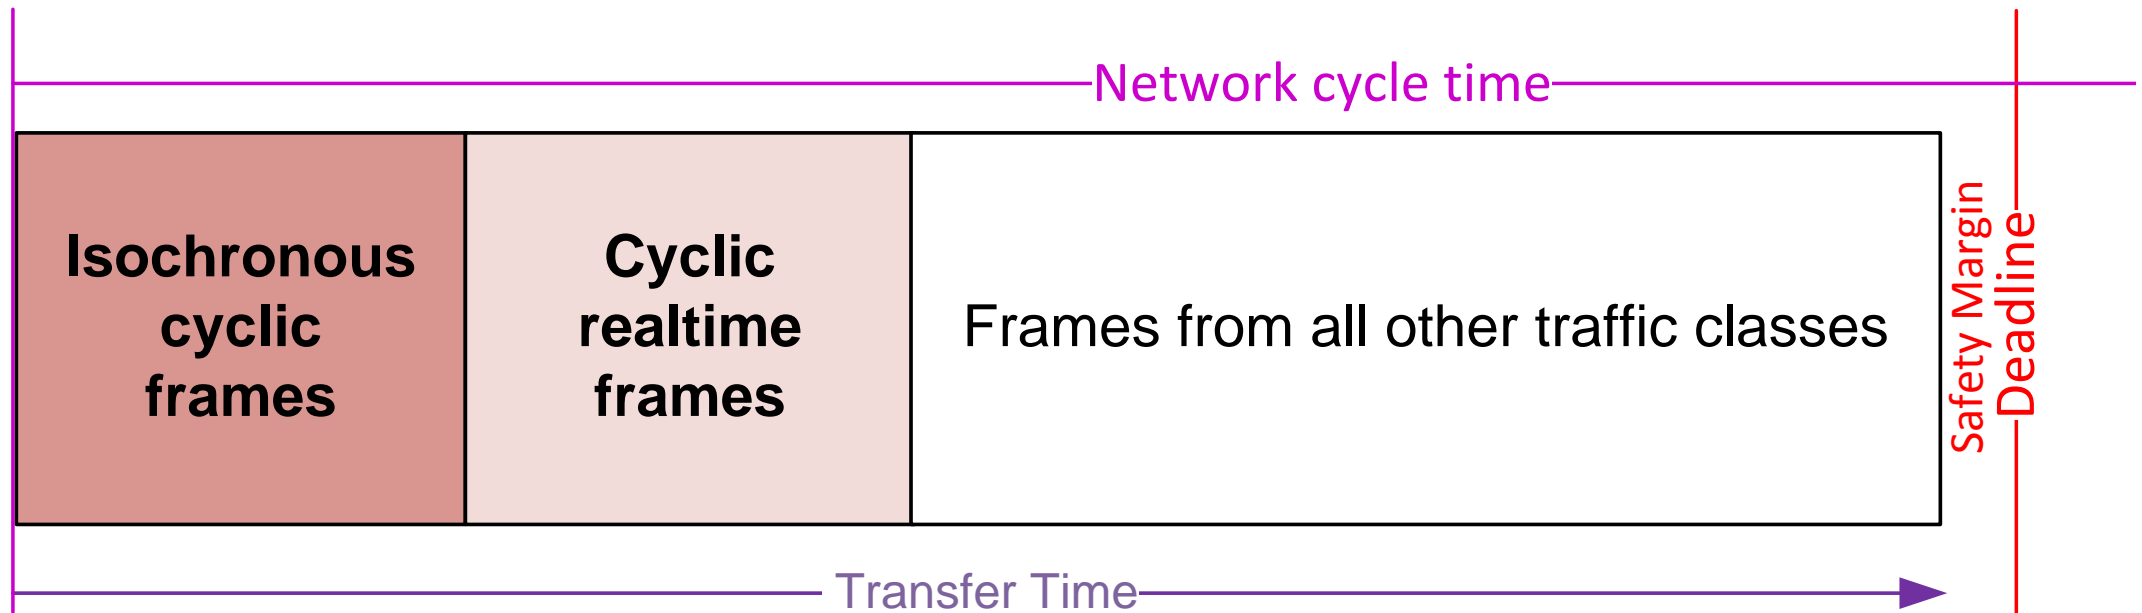 Network cycle time
Isochronous
cyclic
frames
Cyclic
realtime
frames
Frames from all other traffic classes
Safety Margin
Deadline
Transfer Time